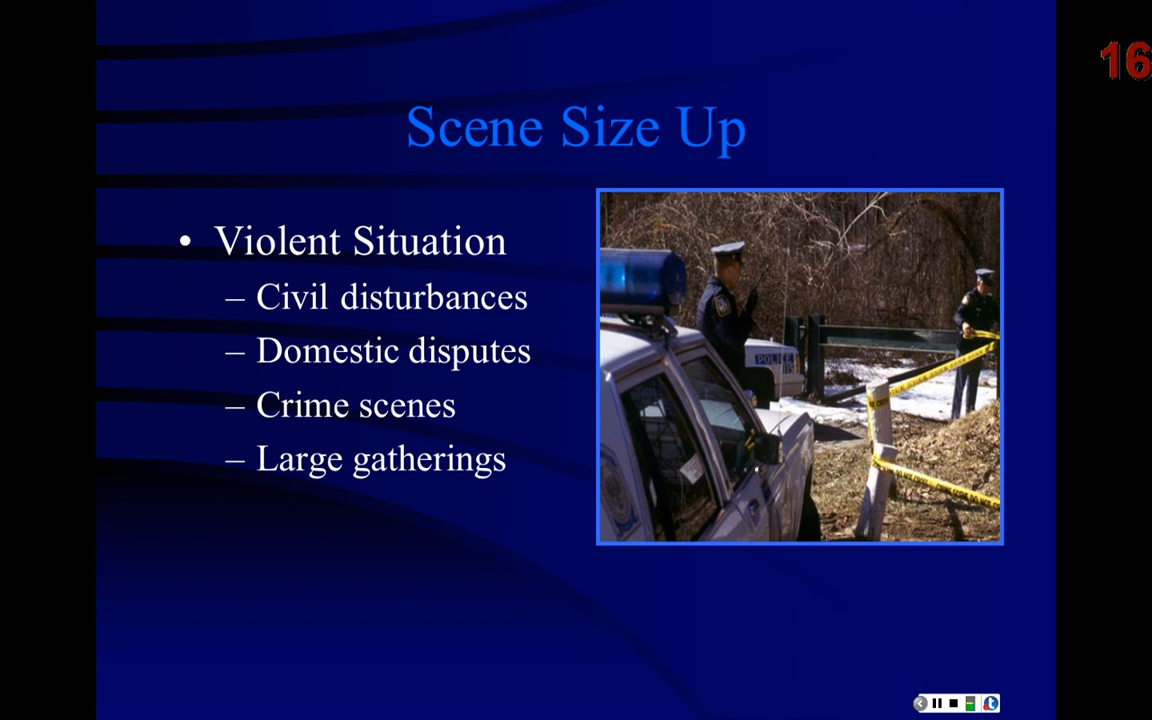 16
Scene Size Up
• Violent Situation
– Civil disturbances
– Domestic disputes
– Crime scenes
– Large gatherings
POLICE